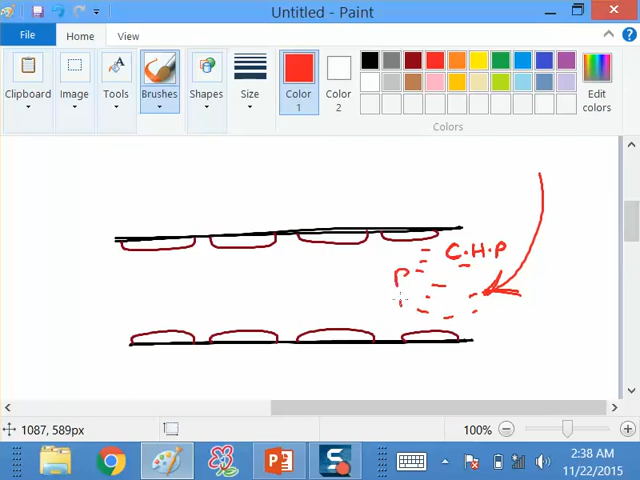 Untitled - Paint
File Home View
Clipboard Image Tools Brushes Shapes Size Color 1 Color 2 Edit colors
Colors
C.H.P
P
1087, 589px 100%
2:38 AM
11/22/2015